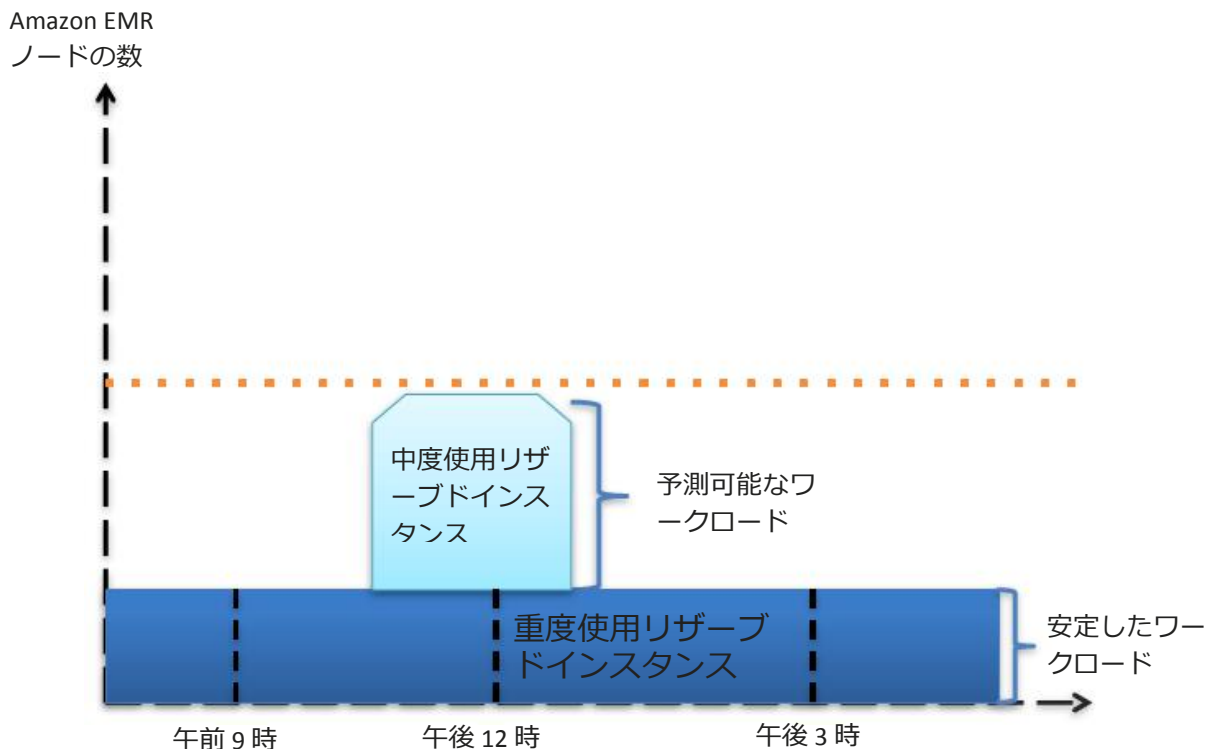 Amazon EMR
ノードの数
中度使用リザ
ーブドインス
タンス
予測可能なワ
ークロード
重度使用リザーブ
ドインスタンス
安定したワー
クロード
午前 9 時
午後 12 時
午後 3 時